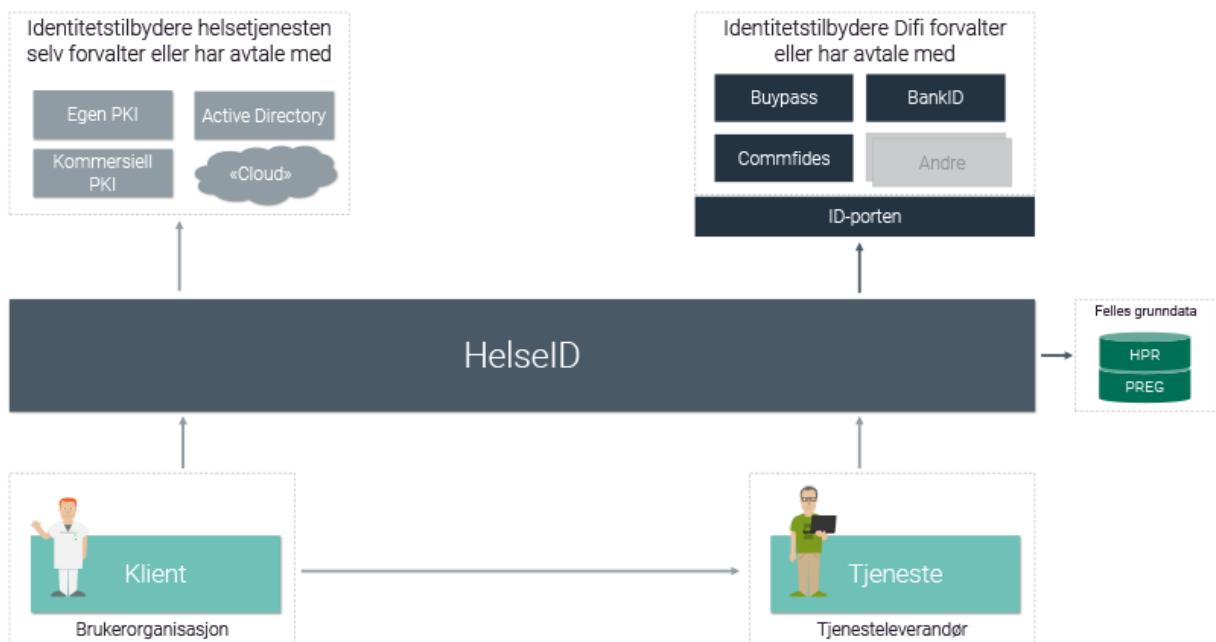 Identitetstilbydere helsetjenesten
selv forvalter eller har avtale med
Egen PKI
Active Directory
Kommersiell
PKI
«Cloud»
Identitetstilbydere Difi forvalter
eller har avtale med
Buypass
BankID
Commfides
Andre
ID-porten
HelseID
Felles grunndata
HPR
PREG
Klient
Brukerorganisasjon
Tjeneste
Tjenesteleverandør